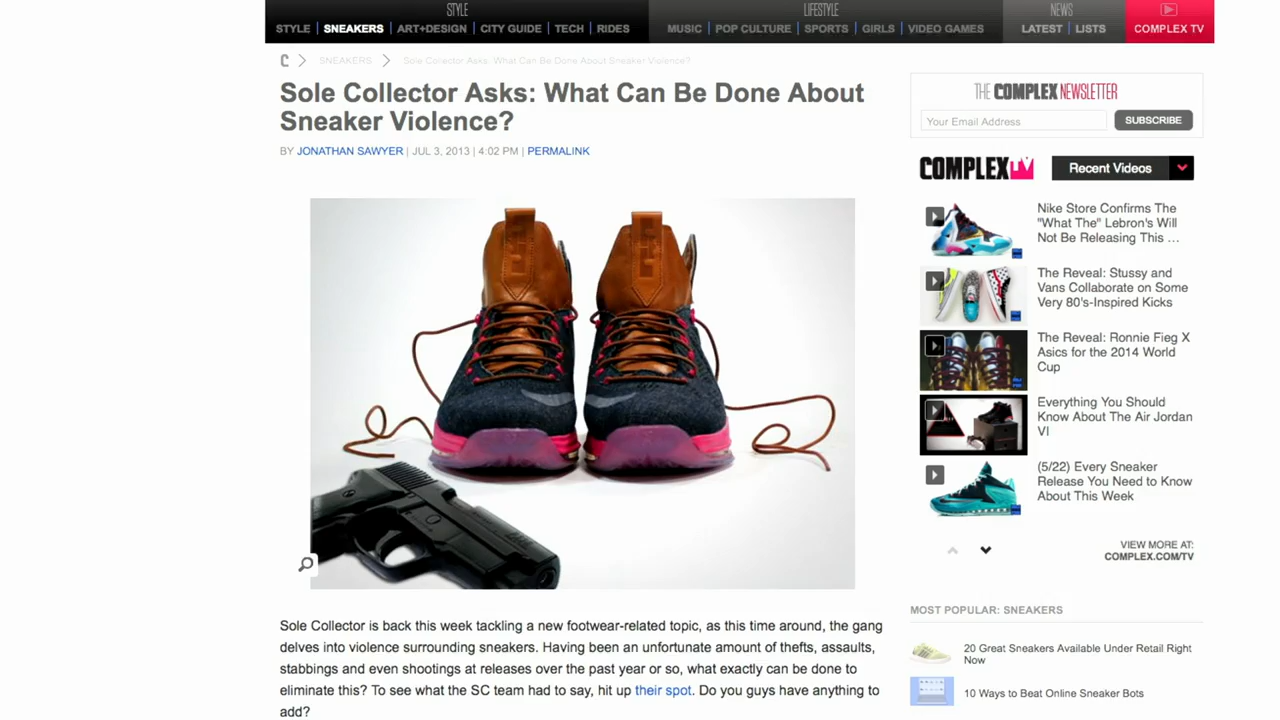 STYLE
LIFESTYLE
NEWS
STYLE SNEAKERS ART+DESIGN CITY GUIDE TECH RIDES
MUSIC POP CULTURE SPORTS GIRLS VIDEO GAMES
LATEST LISTS
COMPLEX TV
C SNEAKERS Sole Collector Asks: What Can Be Done About Sneaker Violence?
Sole Collector Asks: What Can Be Done About
Sneaker Violence?
BY JONATHAN SAWYER | JUL 3, 2013 | 4:02 PM | PERMALINK
Sole Collector is back this week tackling a new footwear-related topic, as this time around, the gang
delves into violence surrounding sneakers. Having been an unfortunate amount of thefts, assaults,
stabbings and even shootings at releases over the past year or so, what exactly can be done to
eliminate this? To see what the SC team had to say, hit up their spot. Do you guys have anything to
add?
THE COMPLEX NEWSLETTER
Your Email Address
SUBSCRIBE
COMPLEX TV
Recent Videos
Nike Store Confirms The
"What The" Lebron's Will
Not Be Releasing This ...
The Reveal: Stussy and
Vans Collaborate on Some
Very 80's-Inspired Kicks
The Reveal: Ronnie Fieg X
Asics for the 2014 World
Cup
Everything You Should
Know About The Air Jordan
VI
(5/22) Every Sneaker
Release You Need to Know
About This Week
VIEW MORE AT:
COMPLEX.COM/TV
MOST POPULAR: SNEAKERS
20 Great Sneakers Available Under Retail Right
Now
10 Ways to Beat Online Sneaker Bots